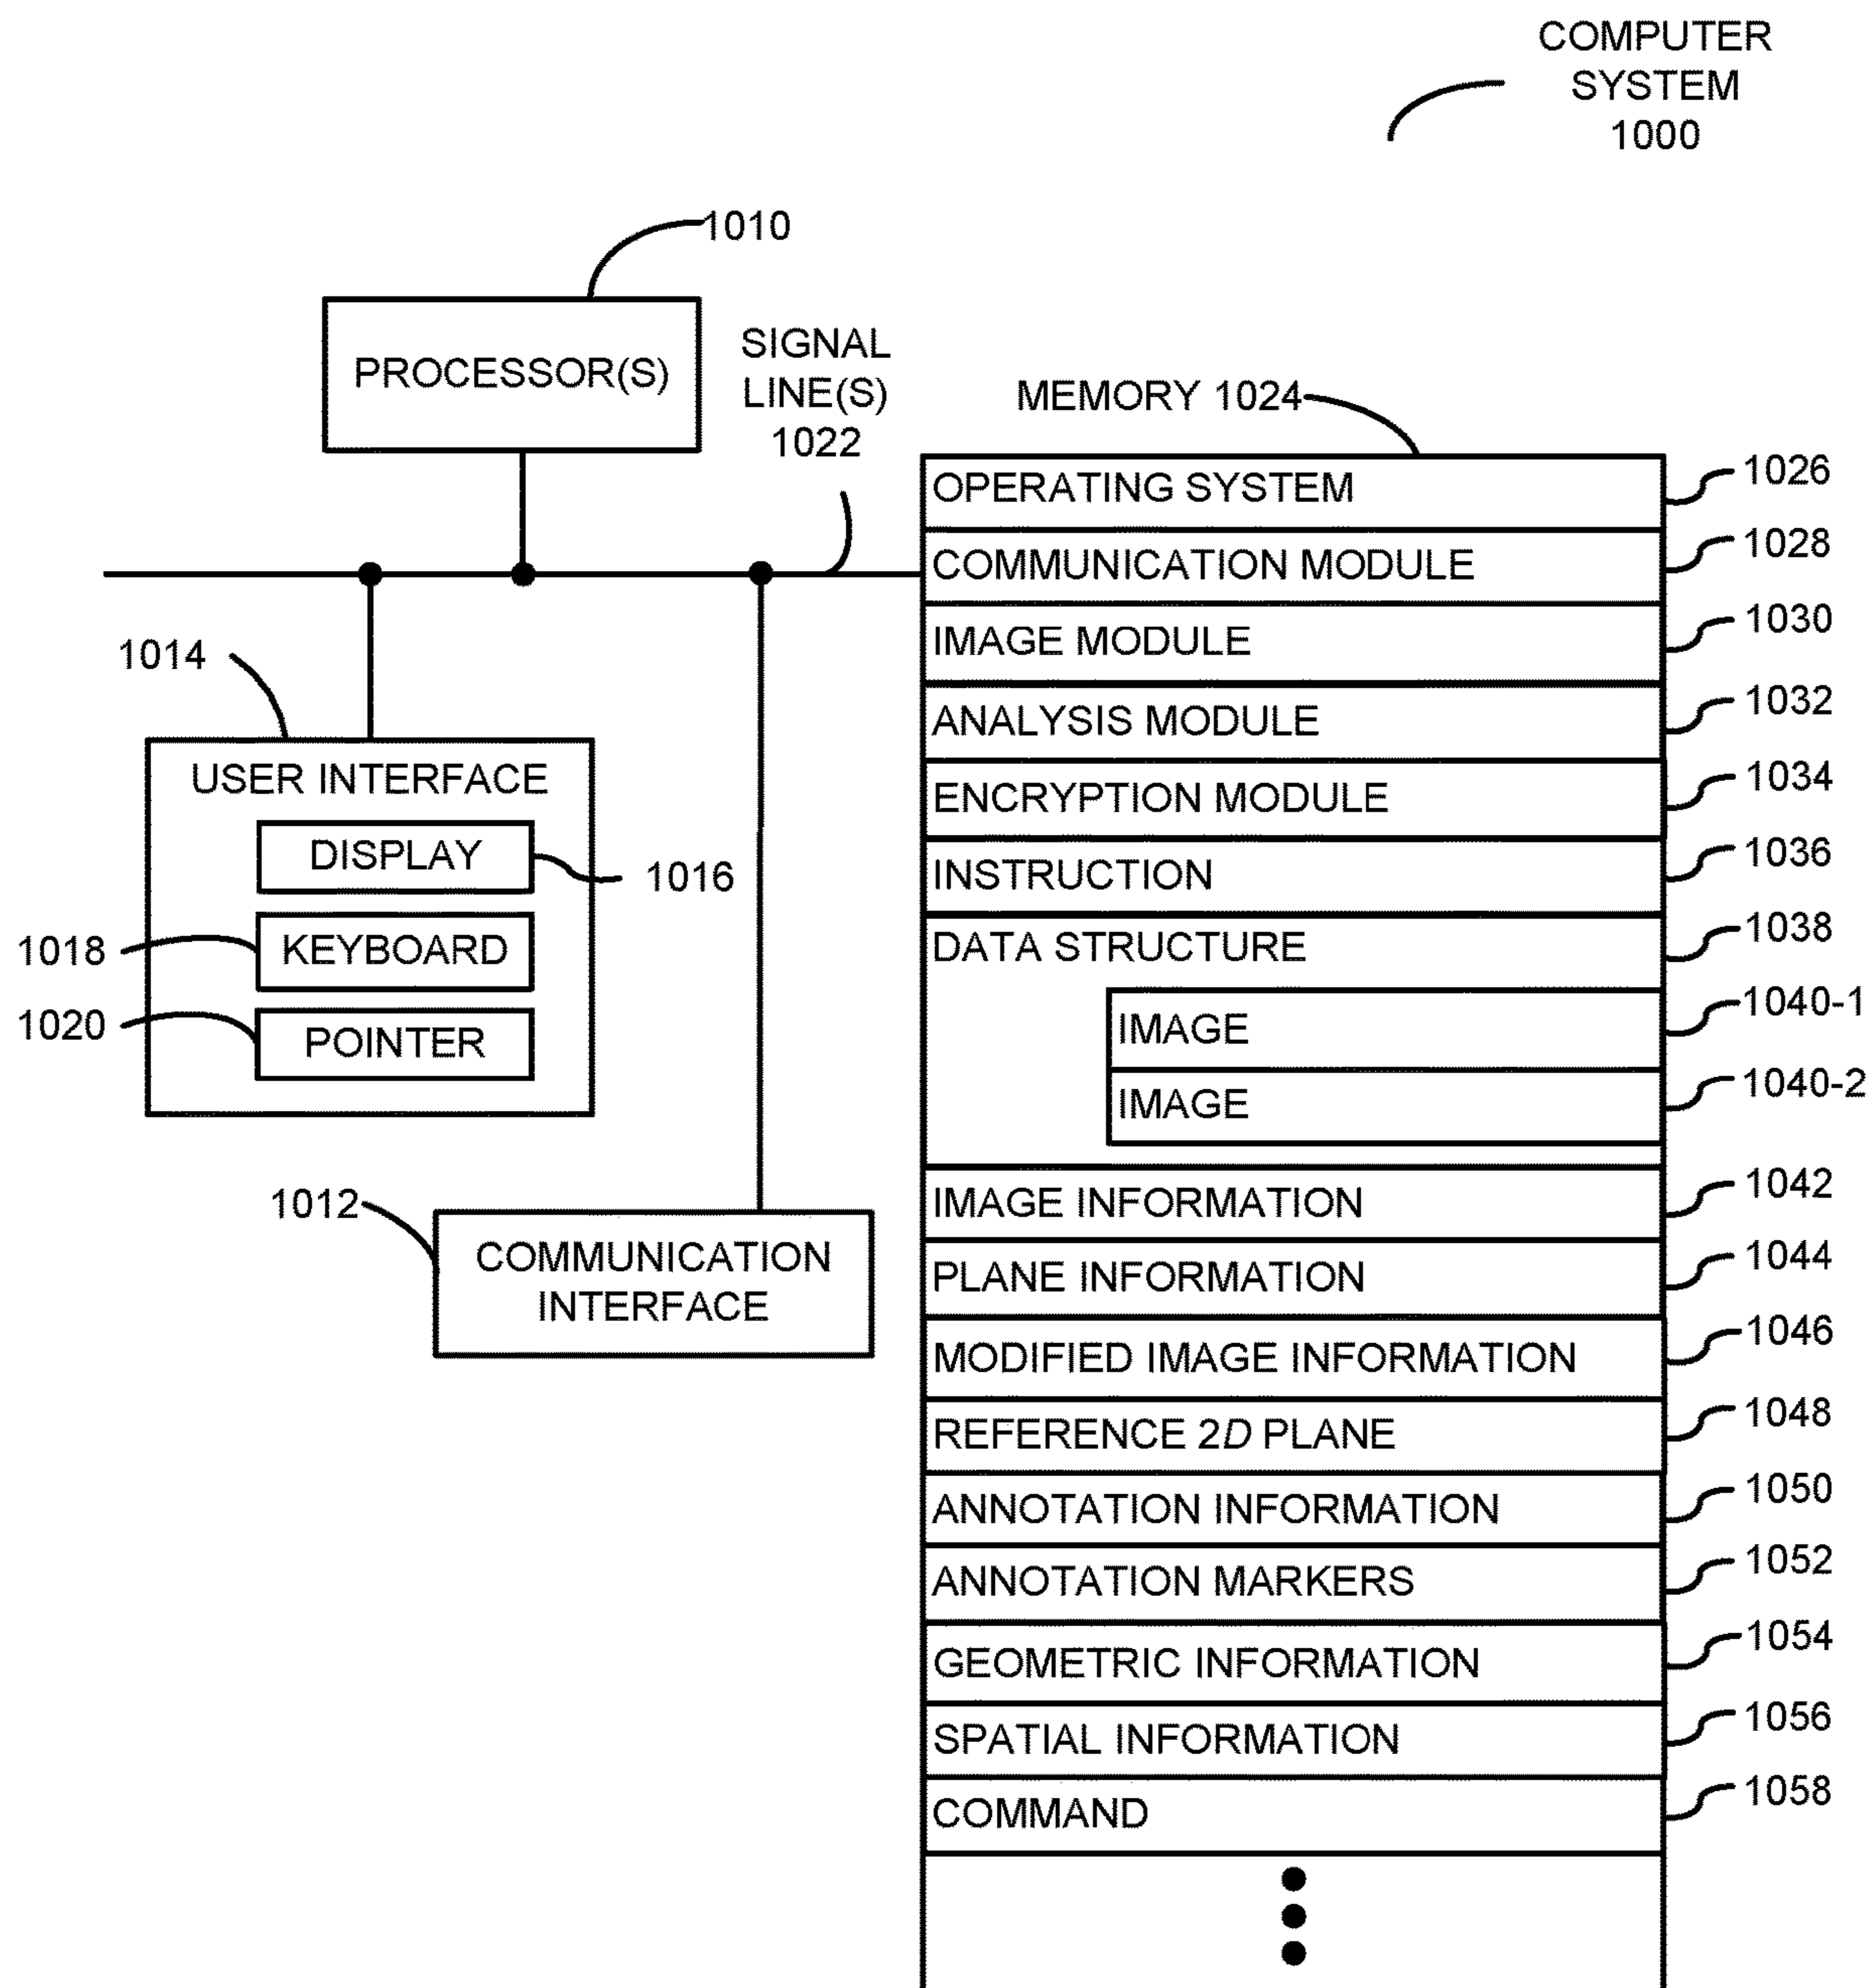 COMPUTER
SYSTEM
1000
1010
PROCESSOR(S)
SIGNAL
LINE(S)
1022
MEMORY 1024
OPERATING SYSTEM
1026
COMMUNICATION MODULE
1028
IMAGE MODULE
1030
ANALYSIS MODULE
1032
ENCRYPTION MODULE
1034
INSTRUCTION
1036
DATA STRUCTURE
1038
IMAGE
1040-1
IMAGE
1040-2
IMAGE INFORMATION
1042
PLANE INFORMATION
1044
MODIFIED IMAGE INFORMATION
1046
REFERENCE 2D PLANE
1048
ANNOTATION INFORMATION
1050
ANNOTATION MARKERS
1052
GEOMETRIC INFORMATION
1054
SPATIAL INFORMATION
1056
COMMAND
1058
1014
USER INTERFACE
DISPLAY
1016
1018
KEYBOARD
1020
POINTER
1012
COMMUNICATION
INTERFACE